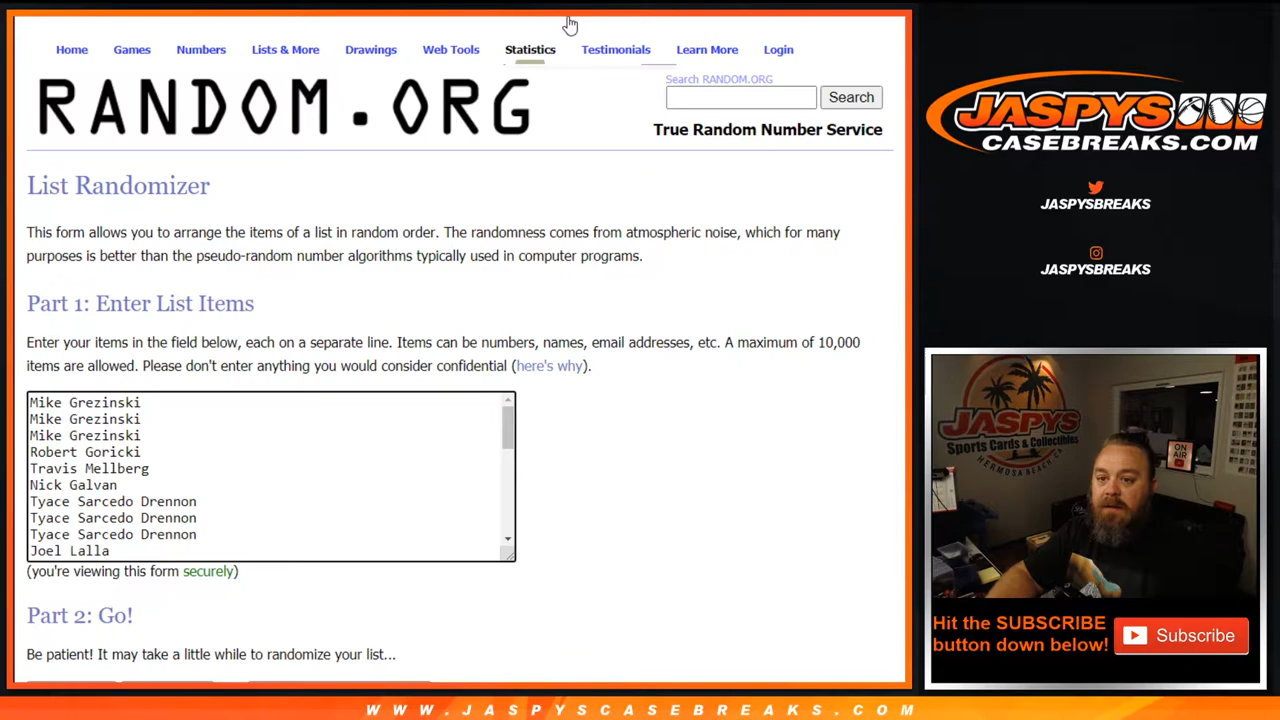 Home Games Numbers Lists & More Drawings Web Tools Statistics Testimonials Learn More Login
RANDOM.ORG
Search RANDOM.ORG
Search
True Random Number Service
List Randomizer
This form allows you to arrange the items of a list in random order. The randomness comes from atmospheric noise, which for many
purposes is better than the pseudo-random number algorithms typically used in computer programs.
Part 1: Enter List Items
Enter your items in the field below, each on a separate line. Items can be numbers, names, email addresses, etc. A maximum of 10,000
items are allowed. Please don't enter anything you would consider confidential (here's why).
Mike Grezinski
Mike Grezinski
Mike Grezinski
Robert Goricki
Travis Mellberg
Nick Galvan
Tyace Sarcedo Drennon
Tyace Sarcedo Drennon
Tyace Sarcedo Drennon
Joel Lalla
(you're viewing this form securely)
Part 2: Go!
Be patient! It may take a little while to randomize your list...
JASPYS
CASEBREAKS.COM
JASPYSBREAKS
JASPYSBREAKS
JASPYS
Sports Cards & Collectibles
HERMOSA BEACH, CA
ON
AIR
Hit the SUBSCRIBE
button down below!
Subscribe
WWW.JASPYSCASEBREAKS.COM